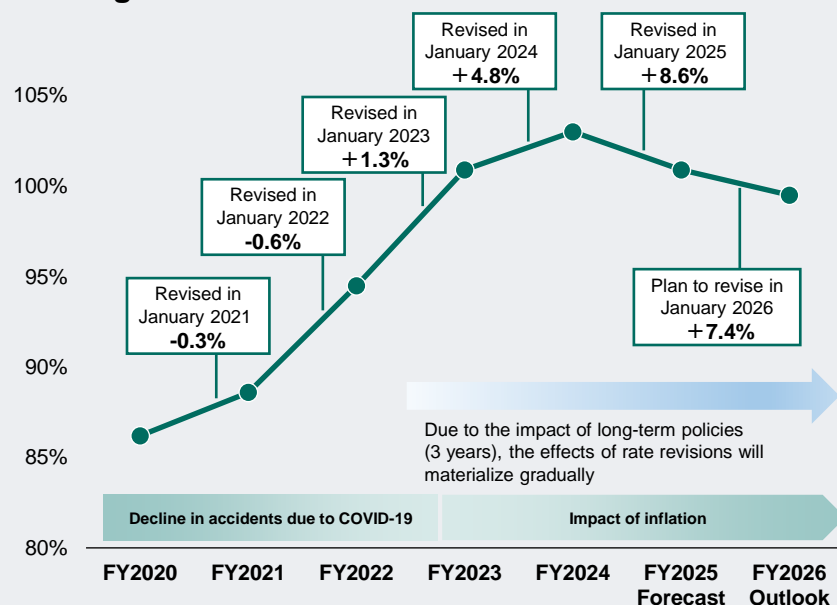 Revised in
January 2024
+4.8%
Revised in
January 2025
+8.6%
105%
Revised in
January 2023
+1.3%
100%
Revised in
January 2022
-0.6%
95%
Revised in
January 2021
-0.3%
Plan to revise in
January 2026
+7.4%
90%
Due to the impact of long-term policies
(3 years), the effects of rate revisions will
materialize gradually
85%
Decline in accidents due to COVID-19
Impact of inflation
80%
FY2020
FY2021
FY2022
FY2023
FY2024
FY2025
Forecast
FY2026
Outlook